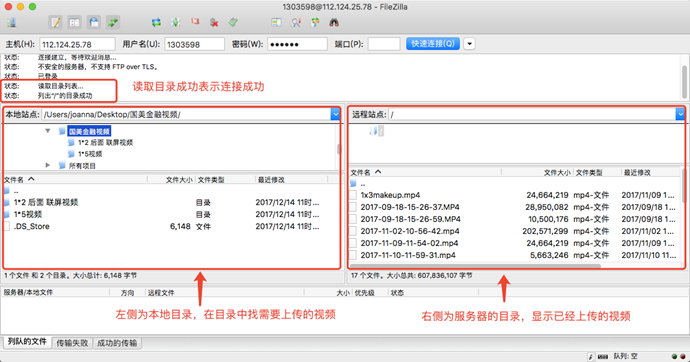 1303598@112.124.25.78 - FileZilla
主机(H): 112.124.25.78 用户名(U): 1303598 密码(W): ●●●●●● 端口(P): 快速连接(Q)
状态: 连接建立，等待欢迎消息...
状态: 不安全的服务器，不支持 FTP over TLS。
状态: 已登录
状态: 读取目录列表...
状态: 列出"/"的目录成功
读取目录成功表示连接成功
本地站点: /Users/joanna/Desktop/国美金融视频/
国美金融视频
1*2 后面 联屏视频
1*5视频
所有项目
文件名 文件大小 文件类型 最近修改
..
1*2 后面 联屏视频 目录 2017/12/14 11时...
1*5视频 目录 2017/12/14 11时...
.DS_Store 6,148 文件 2017/12/14 11时...
1 个文件 和 2 个目录。大小总计: 6,148 字节
远程站点: /
/
文件名 文件大小 文件类型 最近修改
..
1x3makeup.mp4 24,664,219 mp4-文件 2017/11/09 1...
2017-09-18-15-26-37.MP4 28,950,082 mp4-文件 2017/09/18 1...
2017-09-18-15-26-59.MP4 10,500,176 mp4-文件 2017/09/18 1...
2017-11-02-10-56-42.mp4 202,571,299 mp4-文件 2017/11/02 1...
2017-11-09-11-54-02.mp4 24,664,219 mp4-文件 2017/11/09 1...
2017-11-10-11-59-31.mp4 5,663,246 mp4-文件 2017/11/10 11...
17 个文件。大小总共: 607,836,107 字节
服务器/本地文件 方向 远程文件 大小 优先级 状态
左侧为本地目录，在目录中找需要上传的视频
右侧为服务器的目录，显示已经上传的视频
列队的文件 传输失败 成功的传输
队列: 空